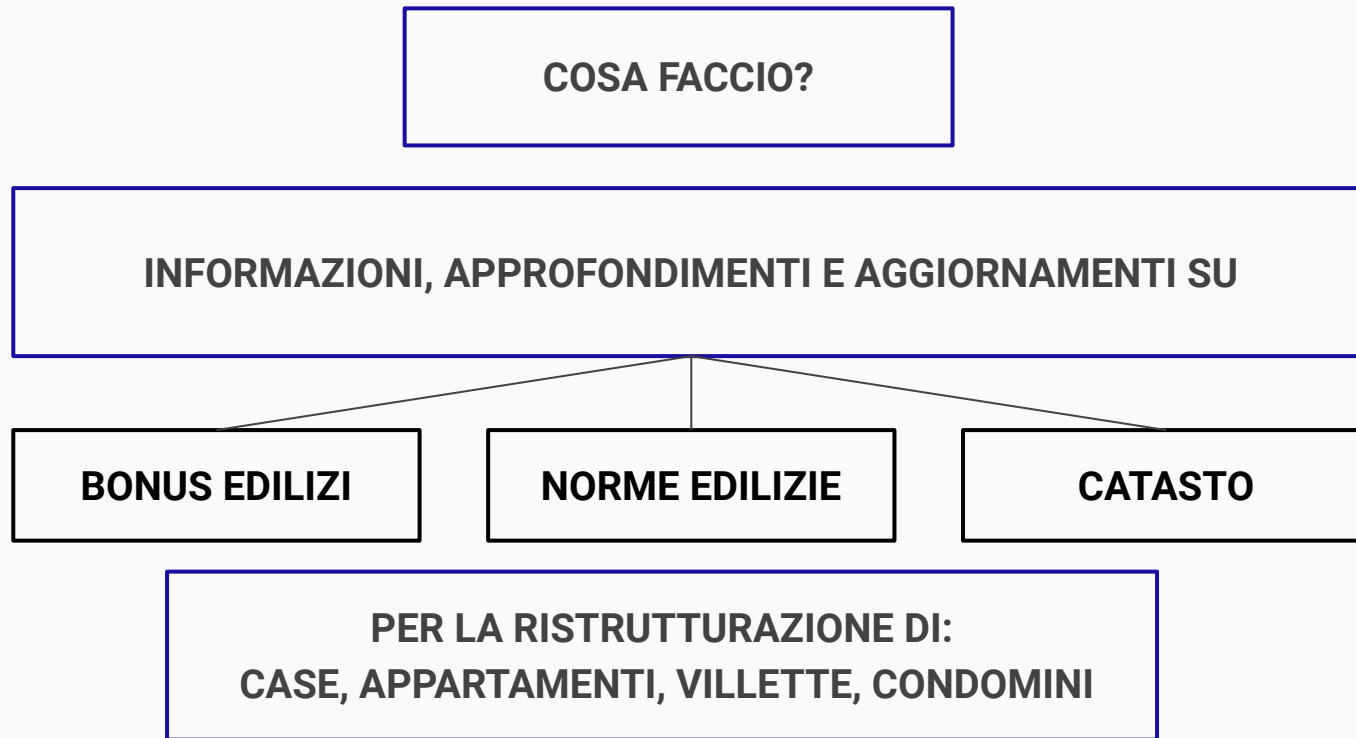 COSA FACCIO?
INFORMAZIONI, APPROFONDIMENTI E AGGIORNAMENTI SU
BONUS EDILIZI
NORME EDILIZIE
CATASTO
PER LA RISTRUTTURAZIONE DI:
CASE, APPARTAMENTI, VILLETTE, CONDOMINI